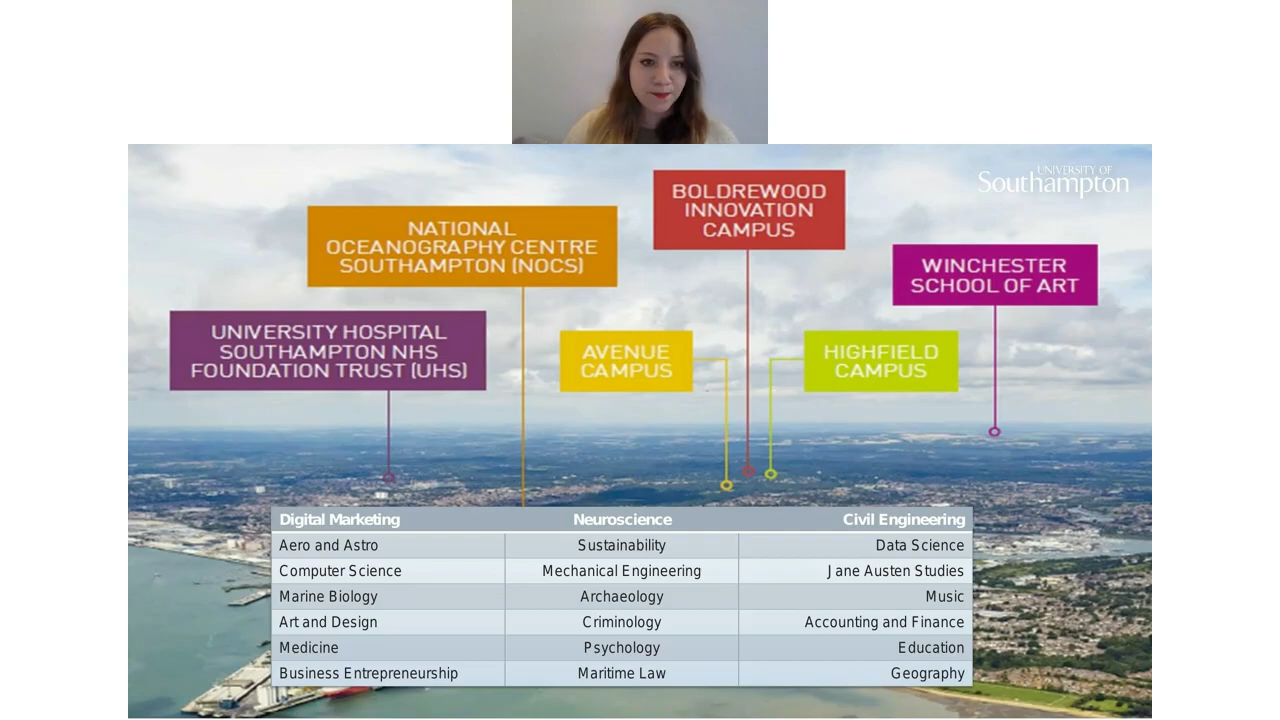 UNIVERSITY OF
Southampton
BOLDREWOOD
INNOVATION
CAMPUS
NATIONAL
OCEANOGRAPHY CENTRE
SOUTHAMPTON (NOCS)
WINCHESTER
SCHOOL OF ART
UNIVERSITY HOSPITAL
SOUTHAMPTON NHS
FOUNDATION TRUST (UHS)
AVENUE
CAMPUS
HIGHFIELD
CAMPUS
Digital Marketing Neuroscience Civil Engineering
Aero and Astro Sustainability Data Science
Computer Science Mechanical Engineering Jane Austen Studies
Marine Biology Archaeology Music
Art and Design Criminology Accounting and Finance
Medicine Psychology Education
Business Entrepreneurship Maritime Law Geography